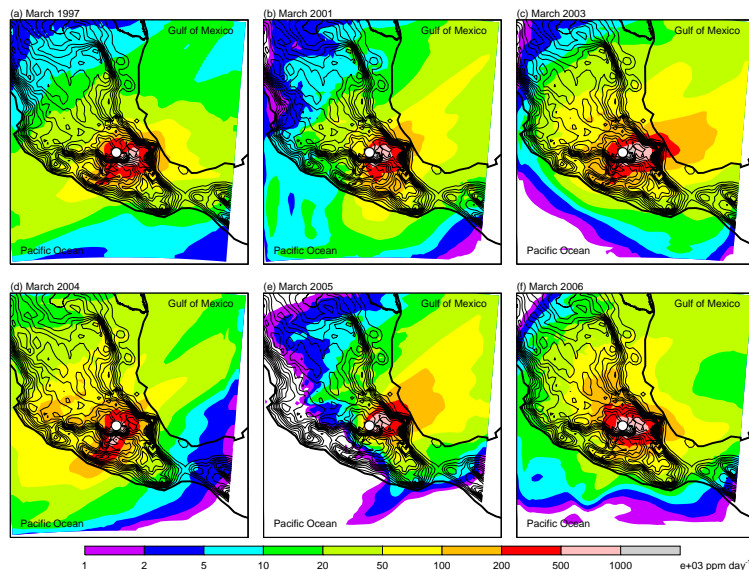 (a) March 1997
(b) March 2001
(c) March 2003
Gulf of Mexico
Gulf of Mexico
Gulf of Mexico
Pacific Ocean
Pacific Ocean
Pacific Ocean
(d) March 2004
(e) March 2005
(f) March 2006
Gulf of Mexico
Gulf of Mexico
Gulf of Mexico
Pacific Ocean
Pacific Ocean
Pacific Ocean
1 2 5 10 20 50 100 200 500 1000 e+03 ppm day⁻